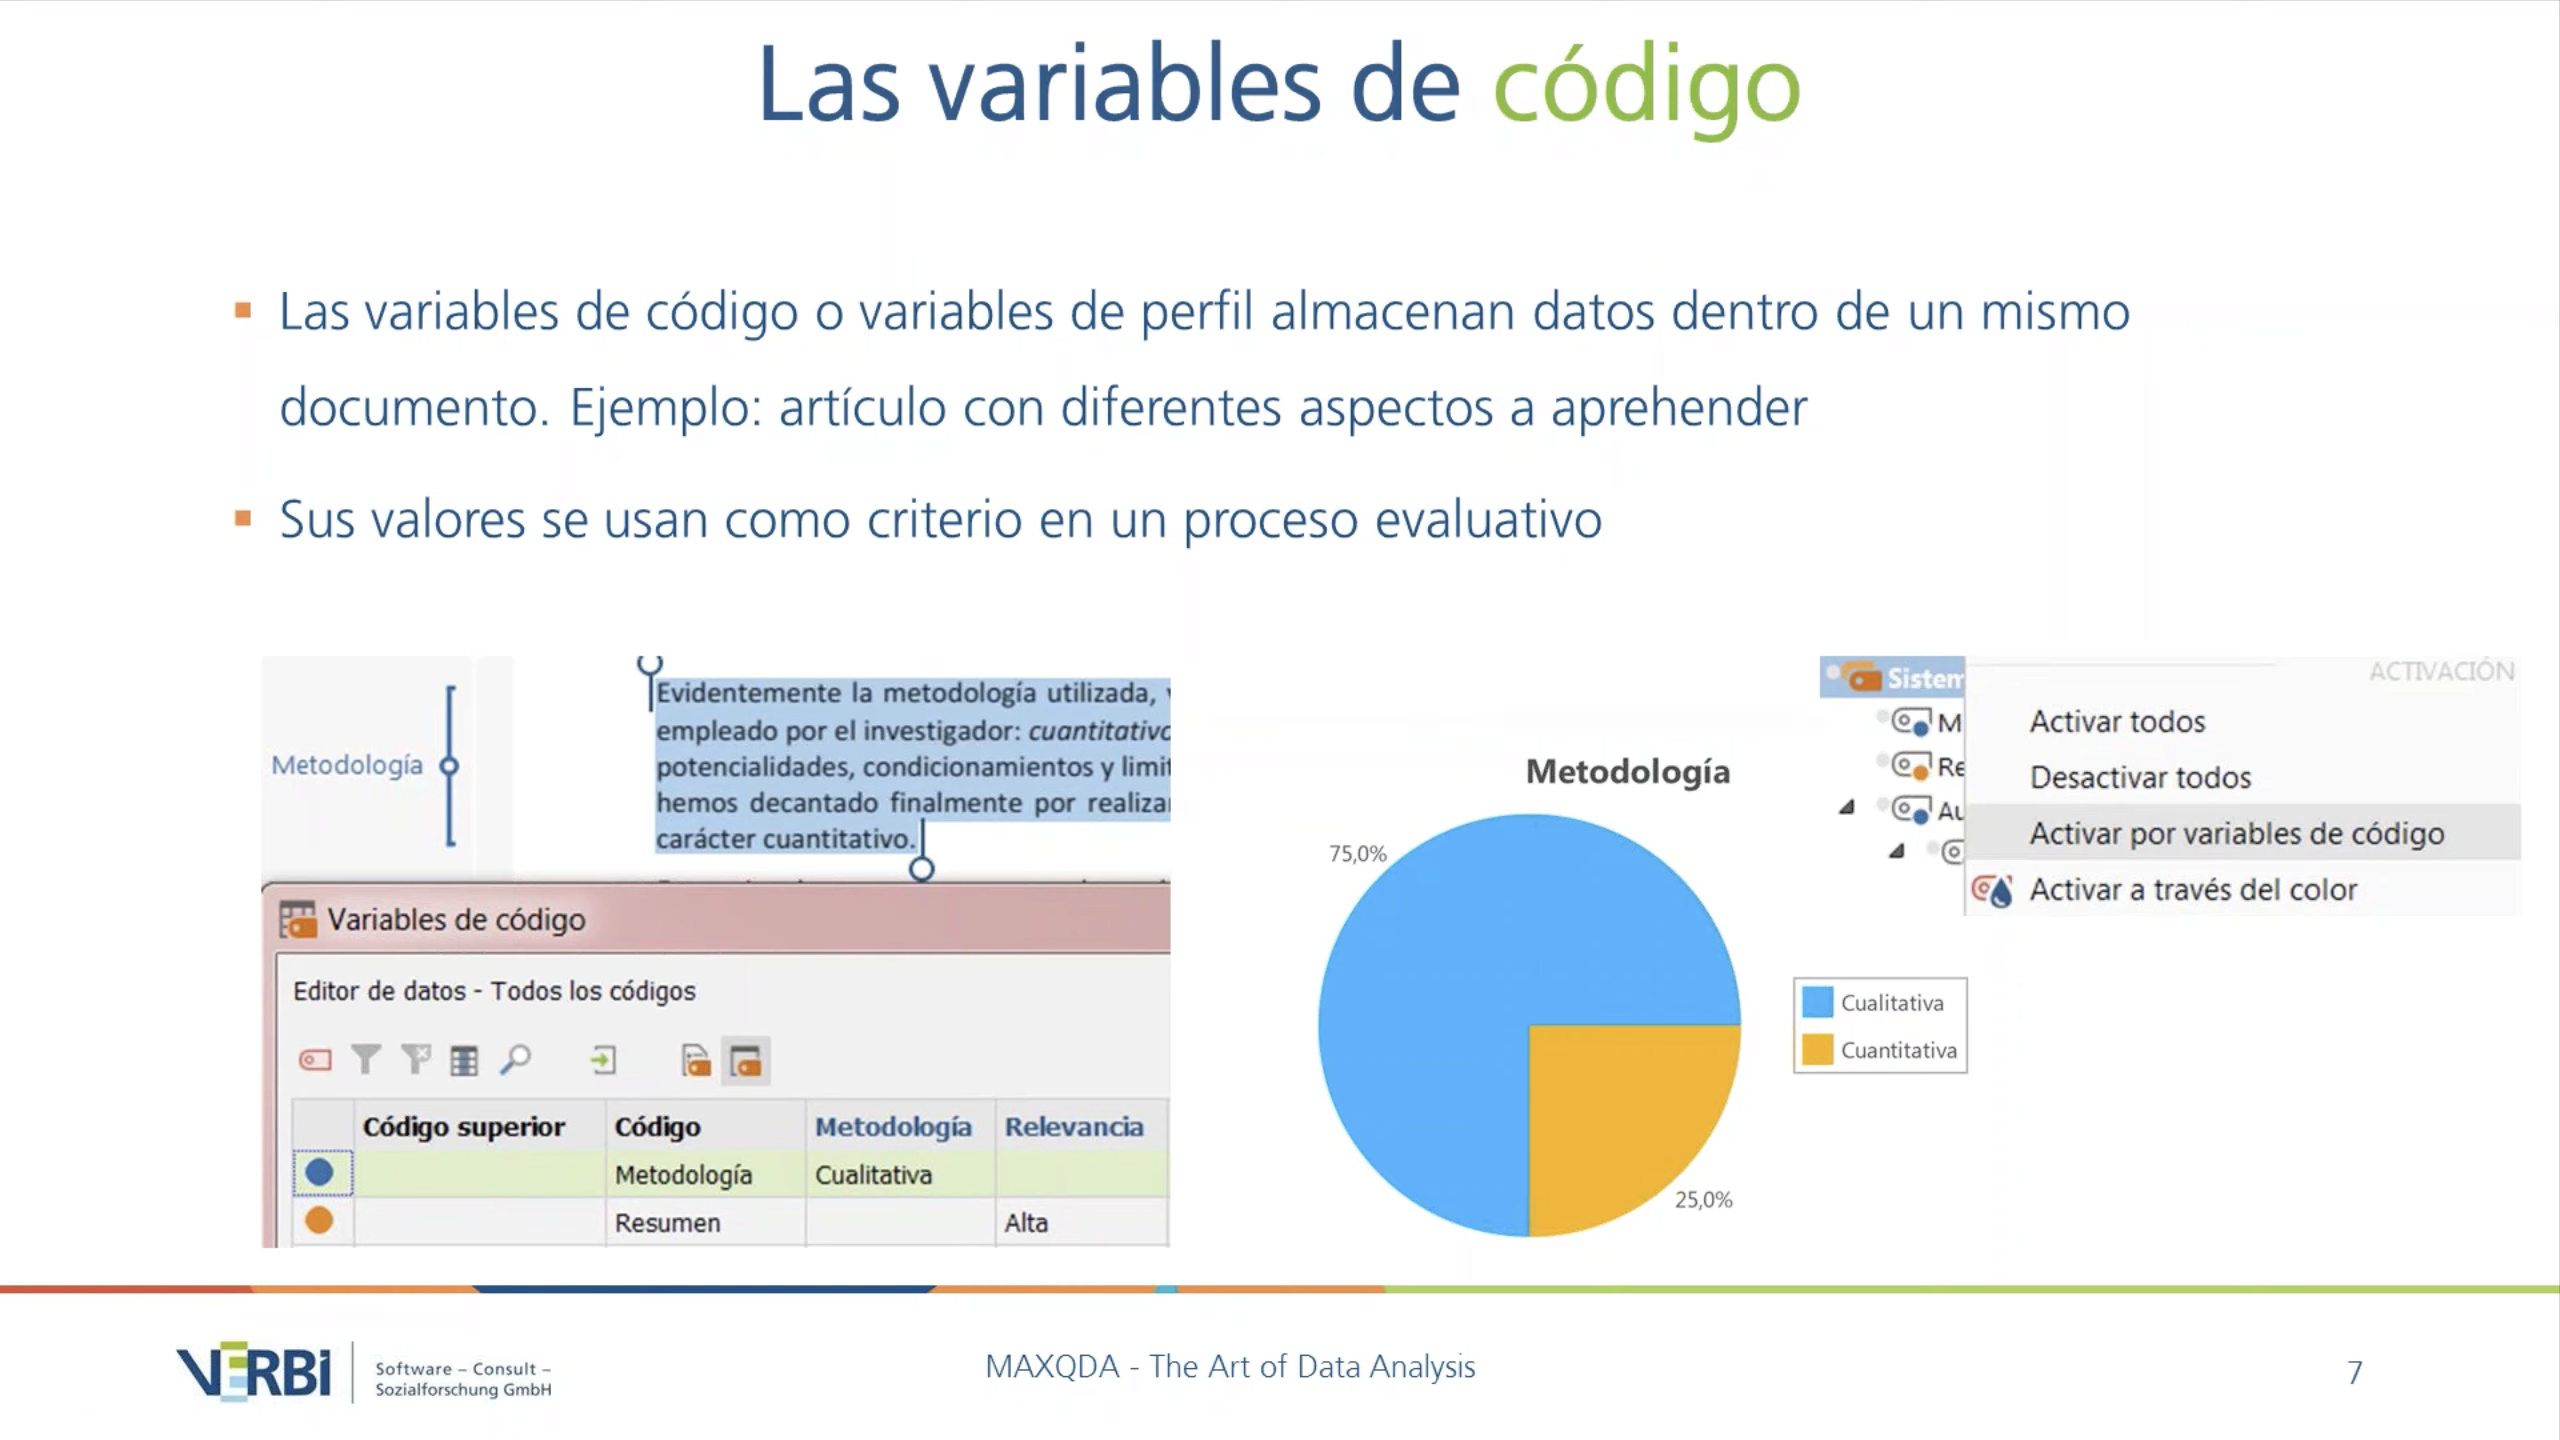 Las variables de código
Las variables de código o variables de perfil almacenan datos dentro de un mismo
documento. Ejemplo: artículo con diferentes aspectos a aprehender
Sus valores se usan como criterio en un proceso evaluativo
Metodología
Evidentemente la metodología utilizada,
empleado por el investigador: cuantitativo
potencialidades, condicionamientos y limit
hemos decantado finalmente por realiza
carácter cuantitativo.
Variables de código
Editor de datos - Todos los códigos
Código superior Código Metodología Relevancia
Metodología Cualitativa
Resumen Alta
Metodología
75,0%
25,0%
Cualitativa
Cuantitativa
Sistem
M
Re
Au
ACTIVACIÓN
Activar todos
Desactivar todos
Activar por variables de código
Activar a través del color
VERBI
Software – Consult –
Sozialforschung GmbH
MAXQDA - The Art of Data Analysis
7